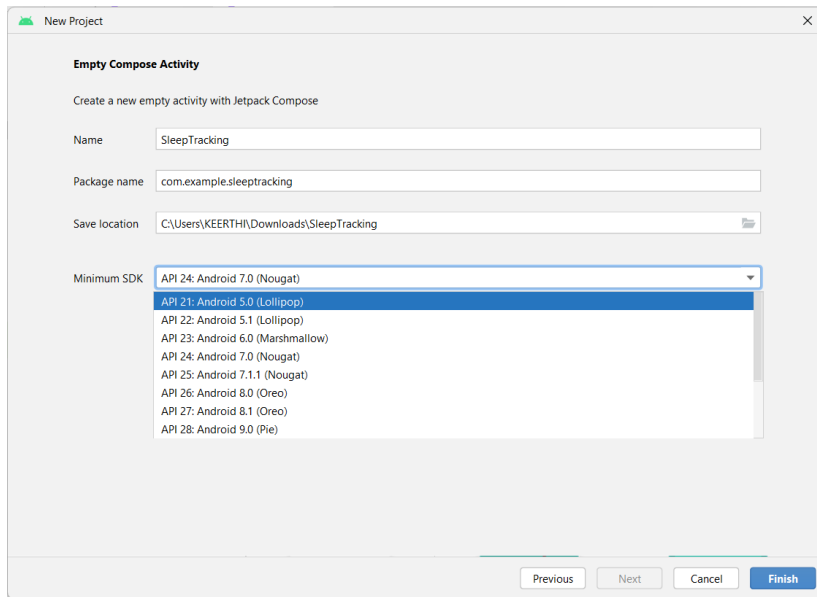 New Project
Empty Compose Activity
Create a new empty activity with Jetpack Compose
Name SleepTracking
Package name com.example.sleeptracking
Save location C:\Users\KEERTHI\Downloads\SleepTracking
Minimum SDK API 24: Android 7.0 (Nougat)
API 21: Android 5.0 (Lollipop)
API 22: Android 5.1 (Lollipop)
API 23: Android 6.0 (Marshmallow)
API 24: Android 7.0 (Nougat)
API 25: Android 7.1.1 (Nougat)
API 26: Android 8.0 (Oreo)
API 27: Android 8.1 (Oreo)
API 28: Android 9.0 (Pie)
Previous Next Cancel Finish